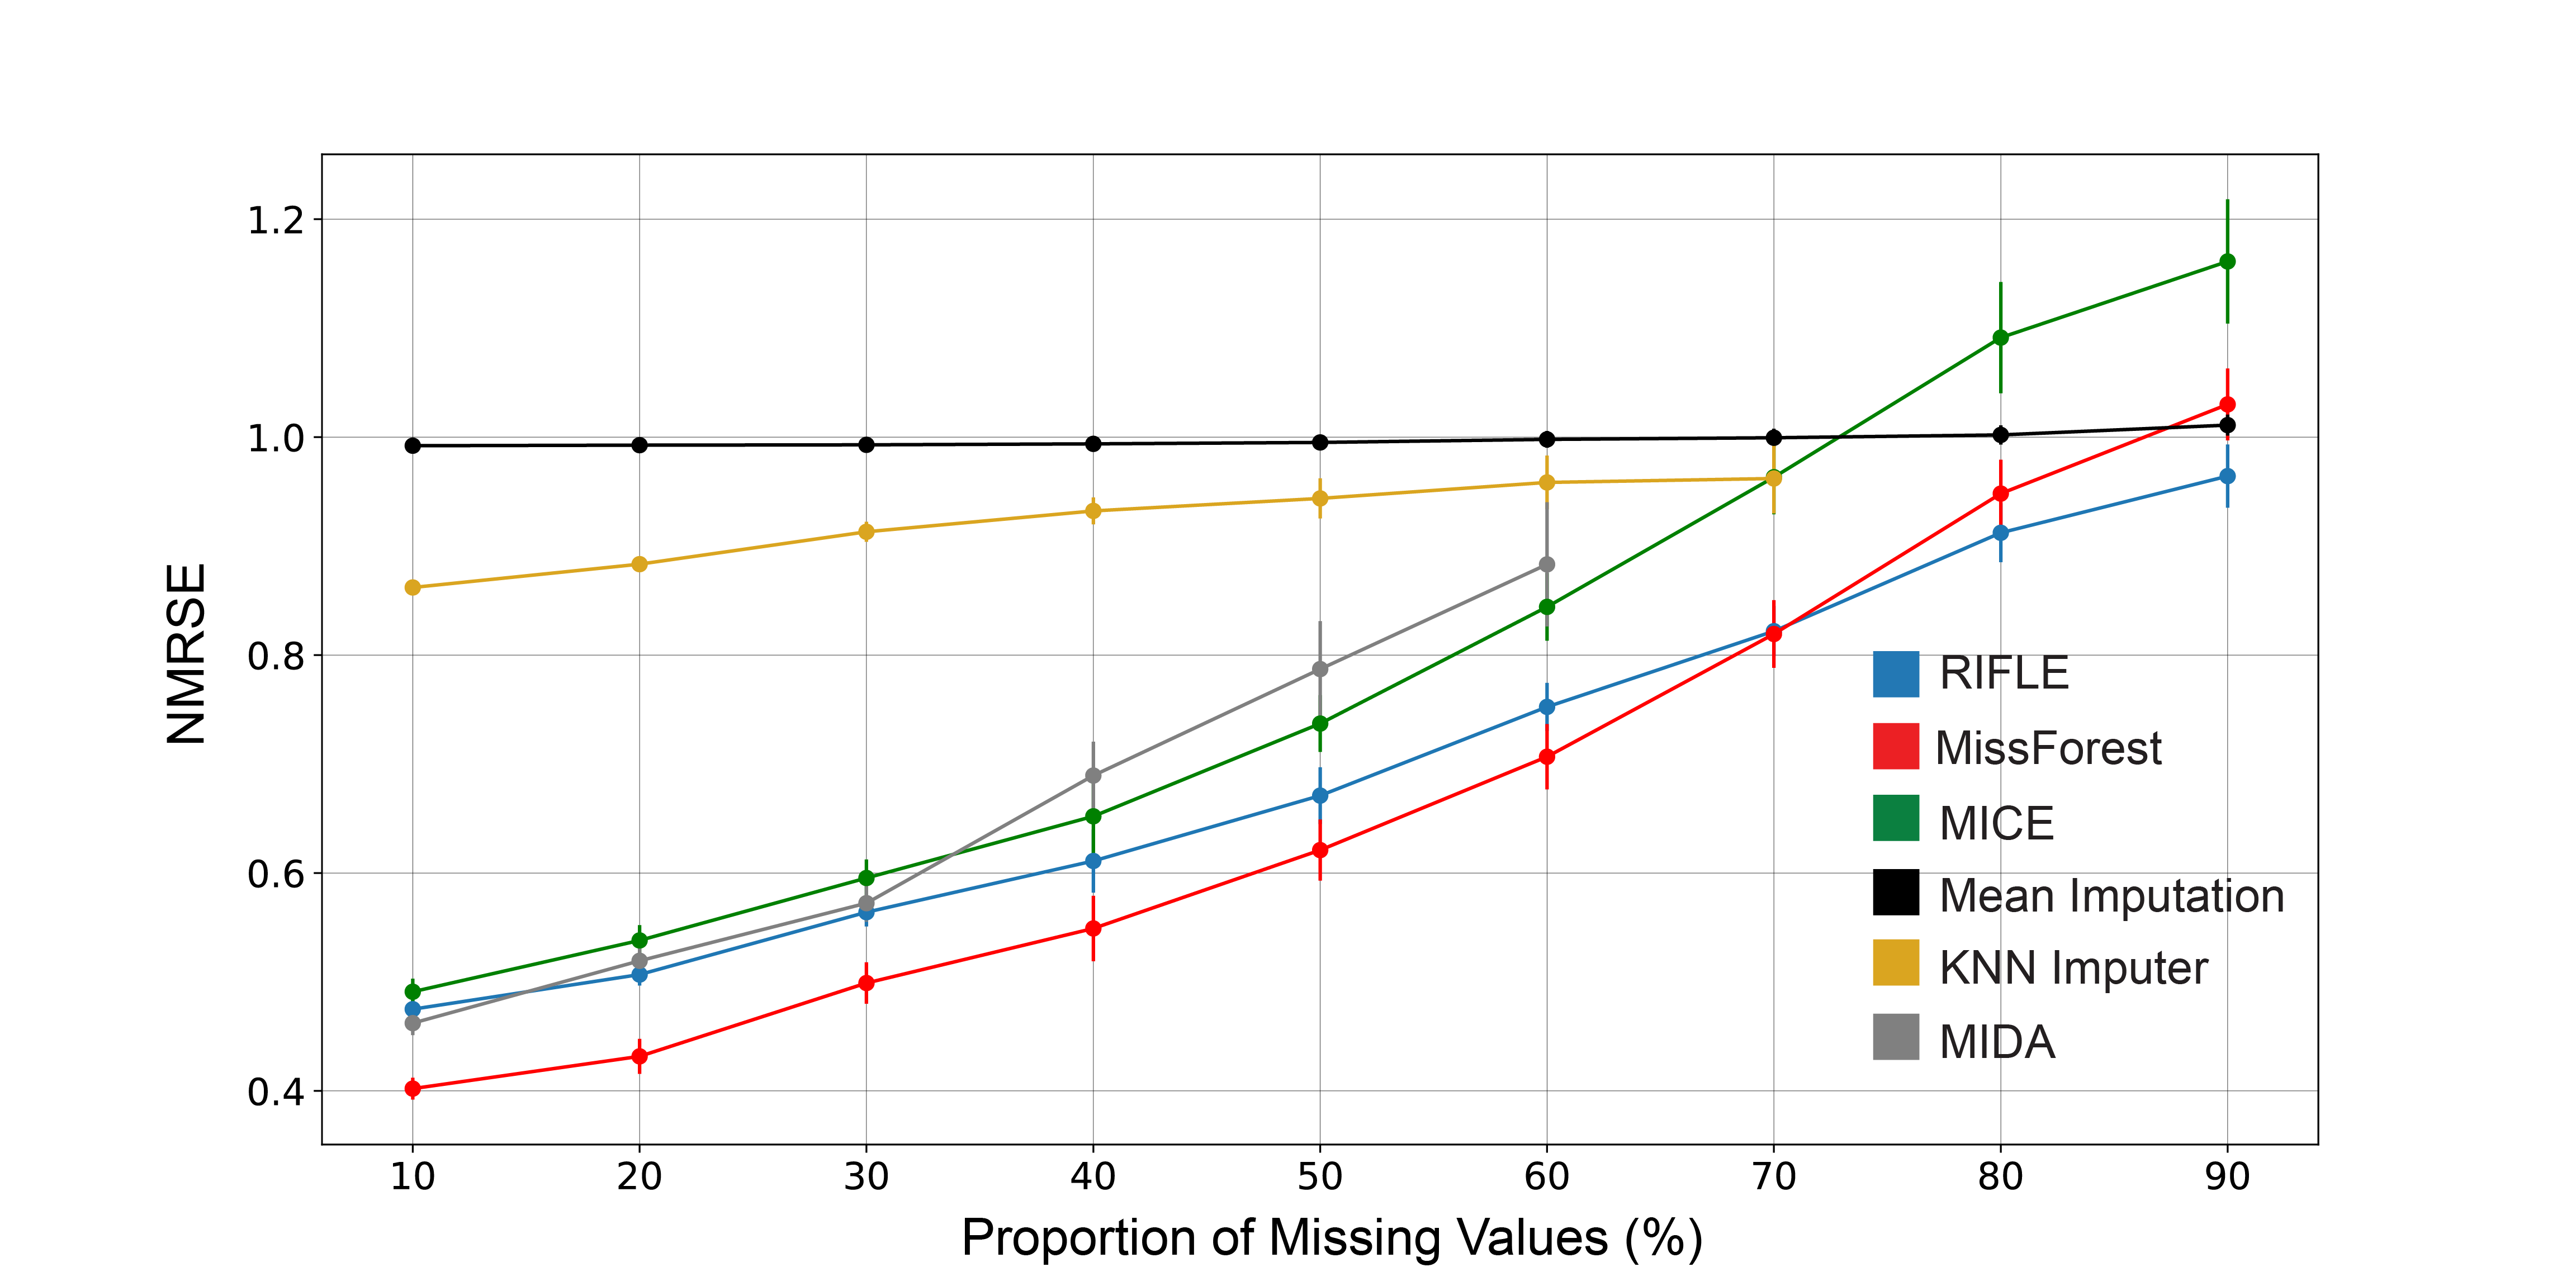 1.2
1.0
0.8
0.6
0.4
NMRSE
10 20 30 40 50 60 70 80 90
Proportion of Missing Values (%)
RIFLE
MissForest
MICE
Mean Imputation
KNN Imputer
MIDA